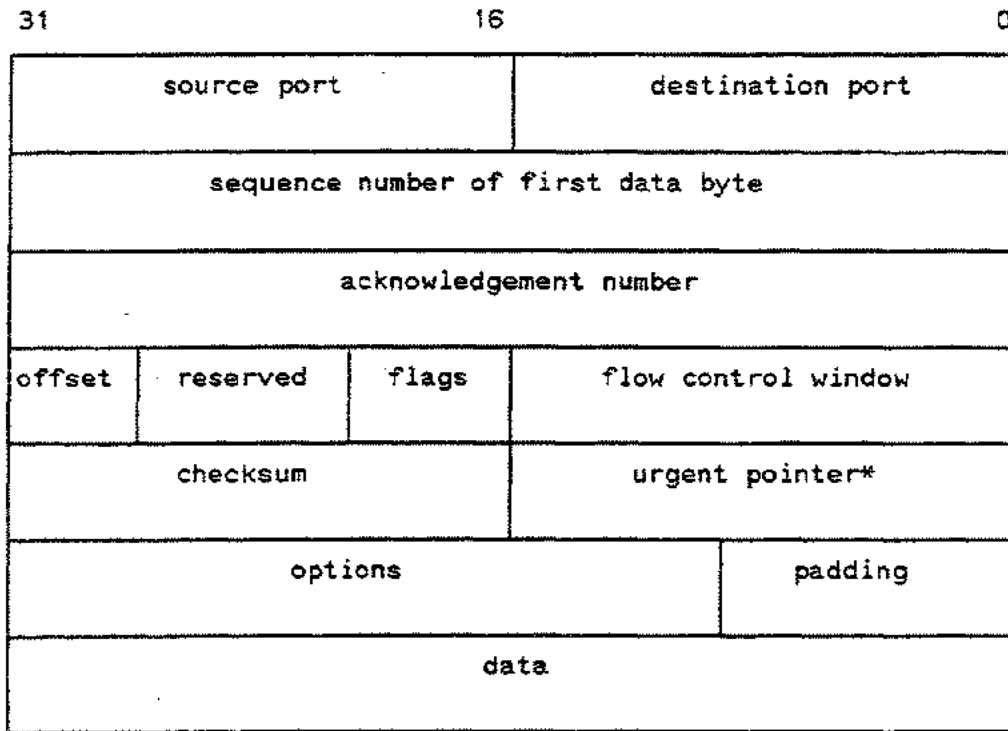 31 16 0
source port destination port
sequence number of first data byte
acknowledgement number
offset reserved flags flow control window
checksum urgent pointer*
options padding
data